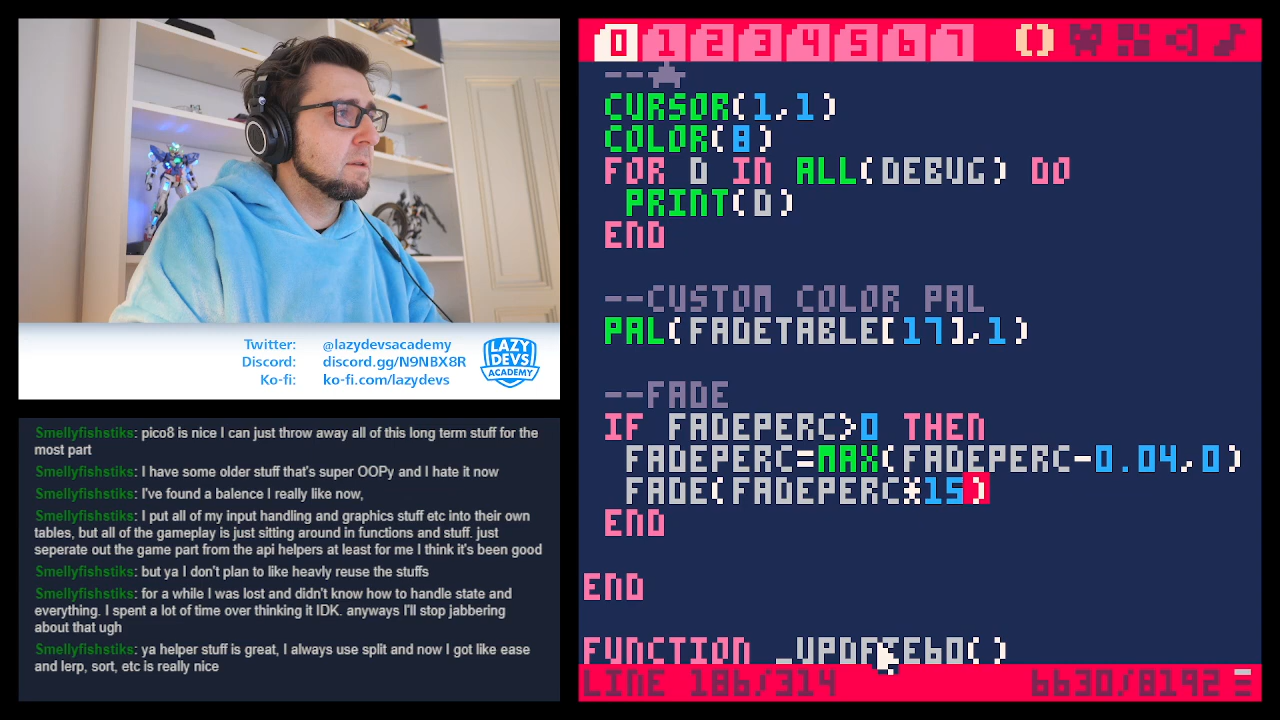 0 1 2 3 4 5 6 7 ()
--
CURSOR(1,1)
COLOR(8)
FOR D IN ALL(DEBUG) DO
PRINT(D)
END
--CUSTOM COLOR PAL
PAL(FADETABLE[17],1)
--FADE
IF FADEPERC>0 THEN
FADEPERC=MAX(FADEPERC-0.04,0)
FADE(FADEPERC*15)
END
END
FUNCTION _UPDATE60()
LINE 186/314 6630/8192
Twitter: @lazydevsacademy
Discord: discord.gg/N9NBX8R
Ko-fi: ko-fi.com/lazydevs
LAZY
DEVS
ACADEMY
Smellyfishstiks: pico8 is nice I can just throw away all of this long term stuff for the
most part
Smellyfishstiks: I have some older stuff that's super OOPy and I hate it now
Smellyfishstiks: I've found a balence I really like now,
Smellyfishstiks: I put all of my input handling and graphics stuff etc into their own
tables, but all of the gameplay is just sitting around in functions and stuff. just
seperate out the game part from the api helpers at least for me I think it's been good
Smellyfishstiks: but ya I don't plan to like heavly reuse the stuffs
Smellyfishstiks: for a while I was lost and didn't know how to handle state and
everything. I spent a lot of time over thinking it IDK. anyways I'll stop jabbering
about that ugh
Smellyfishstiks: ya helper stuff is great, I always use split and now I got like ease
and lerp, sort, etc is really nice